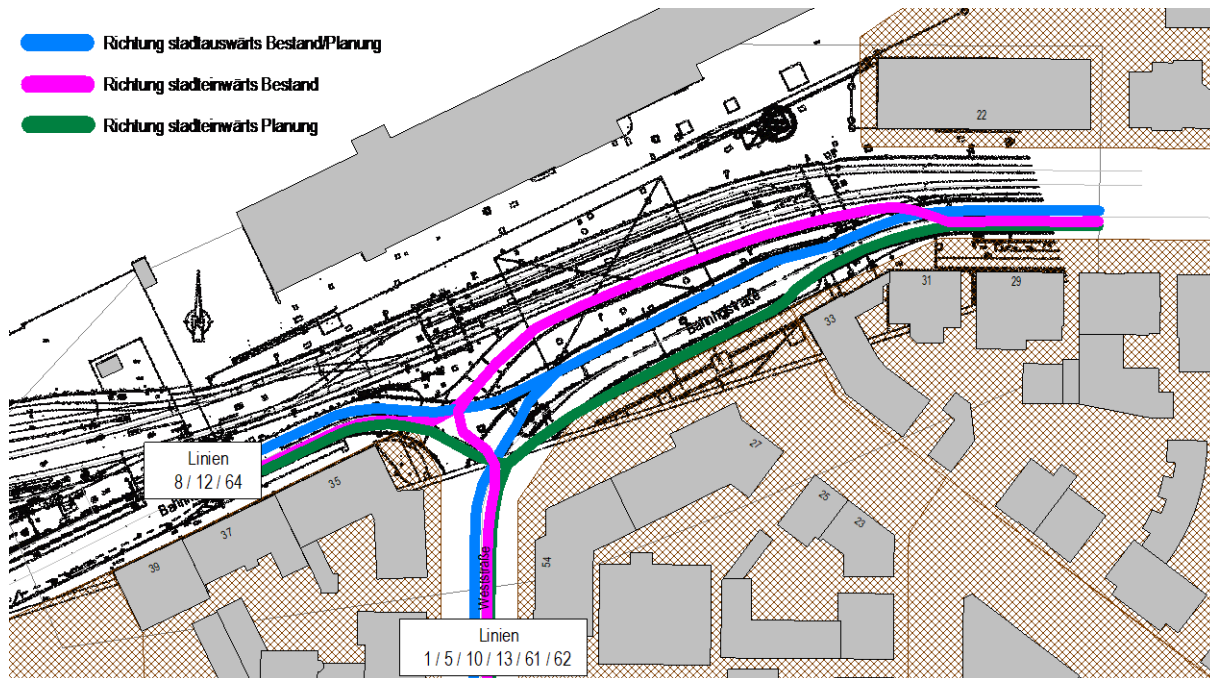 Richtung stadtauswärts Bestand/Planung
Richtung stadteinwärts Bestand
Richtung stadteinwärts Planung
22
31
29
33
Bahnhofstraße
27
25
23
35
37
39
54
Linien
8 / 12 / 64
Weststraße
Linien
1 / 5 / 10 / 13 / 61 / 62